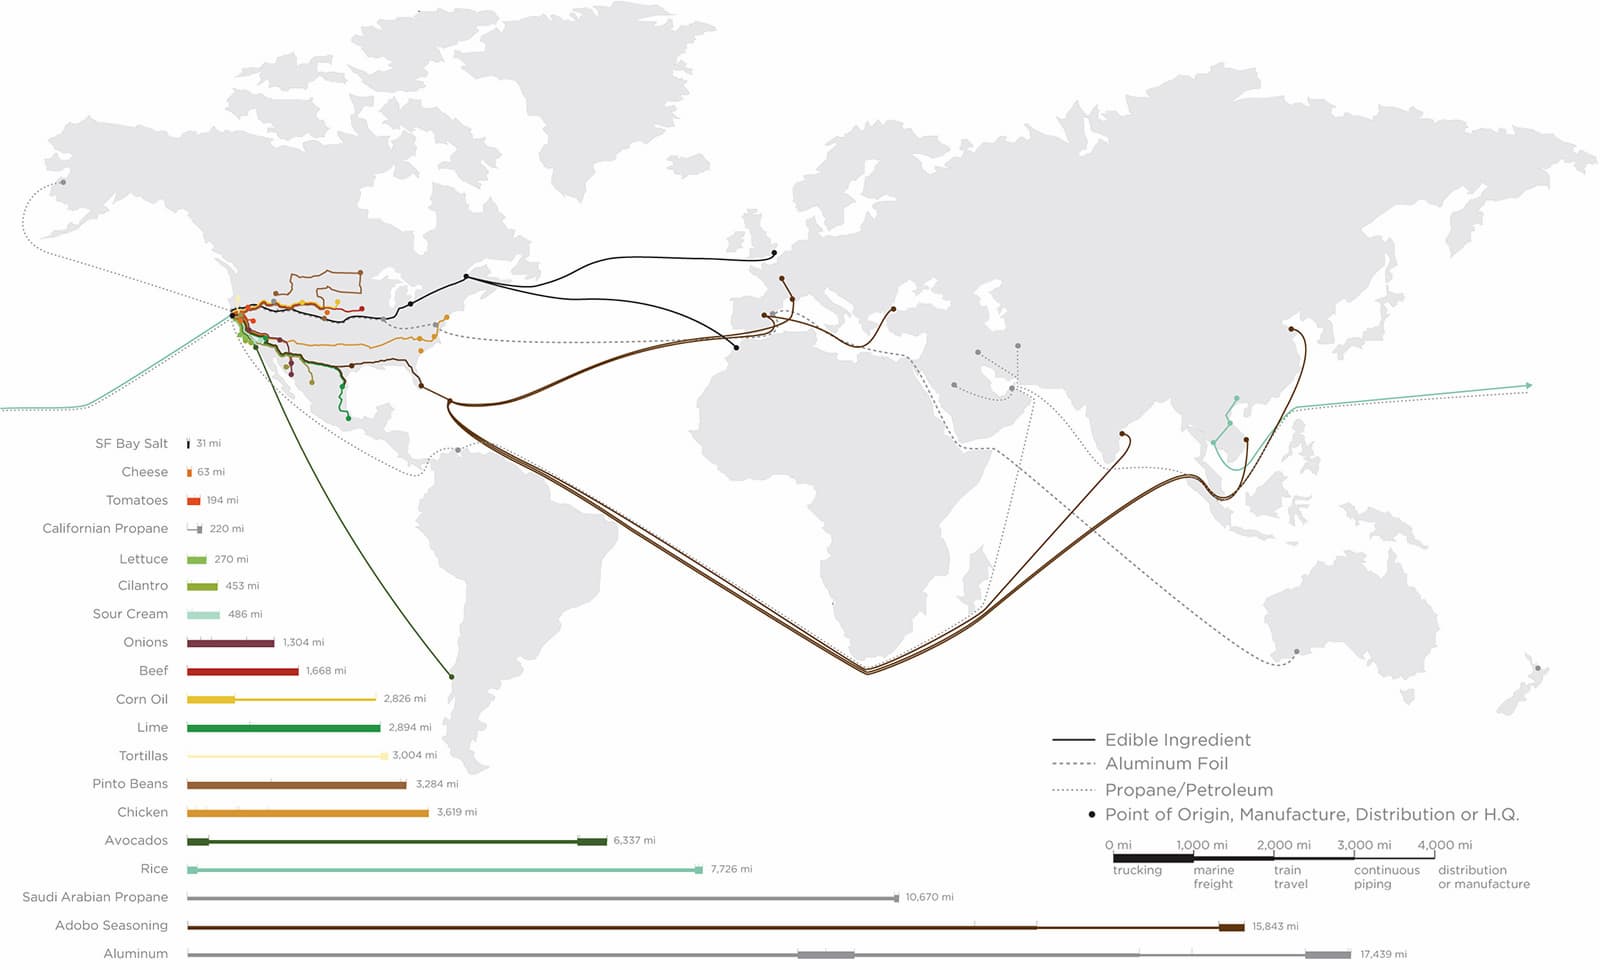 SF Bay Salt 31 mi
Cheese 63 mi
Tomatoes 194 mi
Californian Propane 220 mi
Lettuce 270 mi
Cilantro 453 mi
Sour Cream 486 mi
Onions 1,304 mi
Beef 1,668 mi
Corn Oil 2,826 mi
Lime 2,894 mi
Tortillas 3,004 mi
Pinto Beans 3,284 mi
Chicken 3,619 mi
Avocados 6,337 mi
Rice 7,726 mi
Saudi Arabian Propane 10,670 mi
Adobo Seasoning 15,843 mi
Aluminum 17,439 mi
Edible Ingredient
Aluminum Foil
Propane/Petroleum
Point of Origin, Manufacture, Distribution or H.Q.
0 mi 1,000 mi 2,000 mi 3,000 mi 4,000 mi
trucking marine train continuous distribution
freight travel piping or manufacture